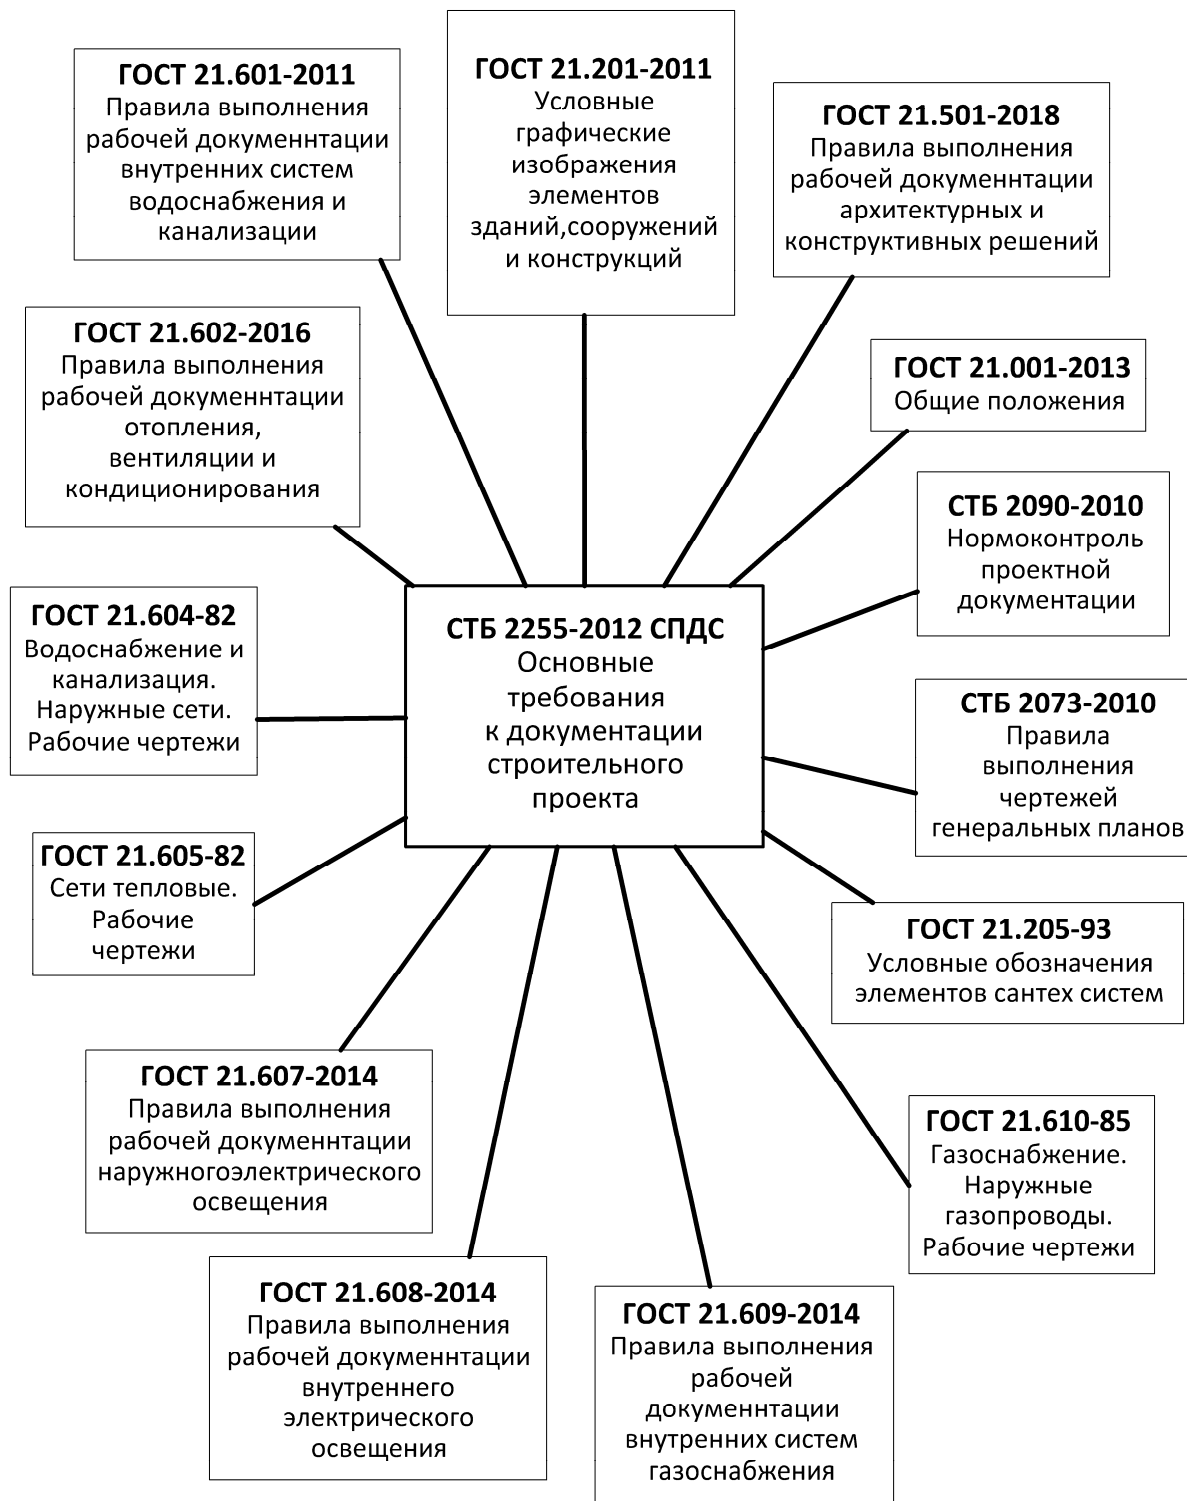 ГОСТ 21.601-2011
Правила выполнения
рабочей документнтации
внутренних систем
водоснабжения и
канализации
ГОСТ 21.201-2011
Условные
графические
изображения
элементов
зданий,сооружений
и конструкций
ГОСТ 21.501-2018
Правила выполнения
рабочей документнтации
архитектурных и
конструктивных решений
ГОСТ 21.602-2016
Правила выполнения
рабочей документнтации
отопления,
вентиляции и
кондиционирования
ГОСТ 21.001-2013
Общие положения
СТБ 2090-2010
Нормоконтроль
проектной
документации
ГОСТ 21.604-82
Водоснабжение и
канализация.
Наружные сети.
Рабочие чертежи
СТБ 2255-2012 СПДС
Основные
требования
к документации
строительного
проекта
СТБ 2073-2010
Правила
выполнения
чертежей
генеральных планов
ГОСТ 21.605-82
Сети тепловые.
Рабочие
чертежи
ГОСТ 21.205-93
Условные обозначения
элементов сантех систем
ГОСТ 21.607-2014
Правила выполнения
рабочей документнтации
наружногоэлектрического
освещения
ГОСТ 21.610-85
Газоснабжение.
Наружные
газопроводы.
Рабочие чертежи
ГОСТ 21.608-2014
Правила выполнения
рабочей документнтации
внутреннего
электрического
освещения
ГОСТ 21.609-2014
Правила выполнения
рабочей
документнтации
внутренних систем
газоснабжения